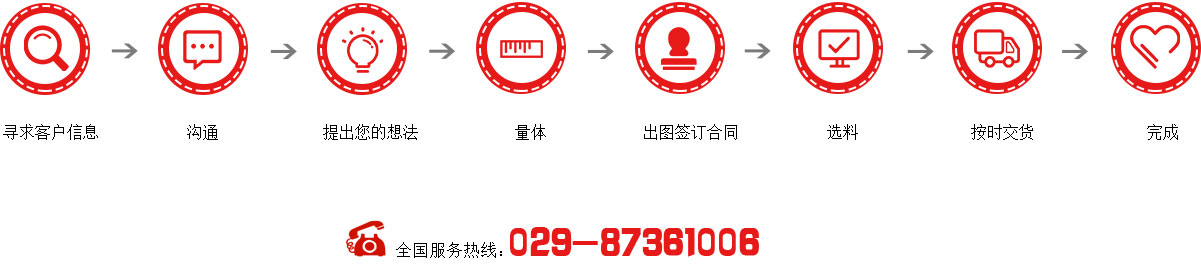 寻求客户信息 沟通 提出您的想法 量体 出图签订合同 选料 按时交货 完成
全国服务热线：029-87361006